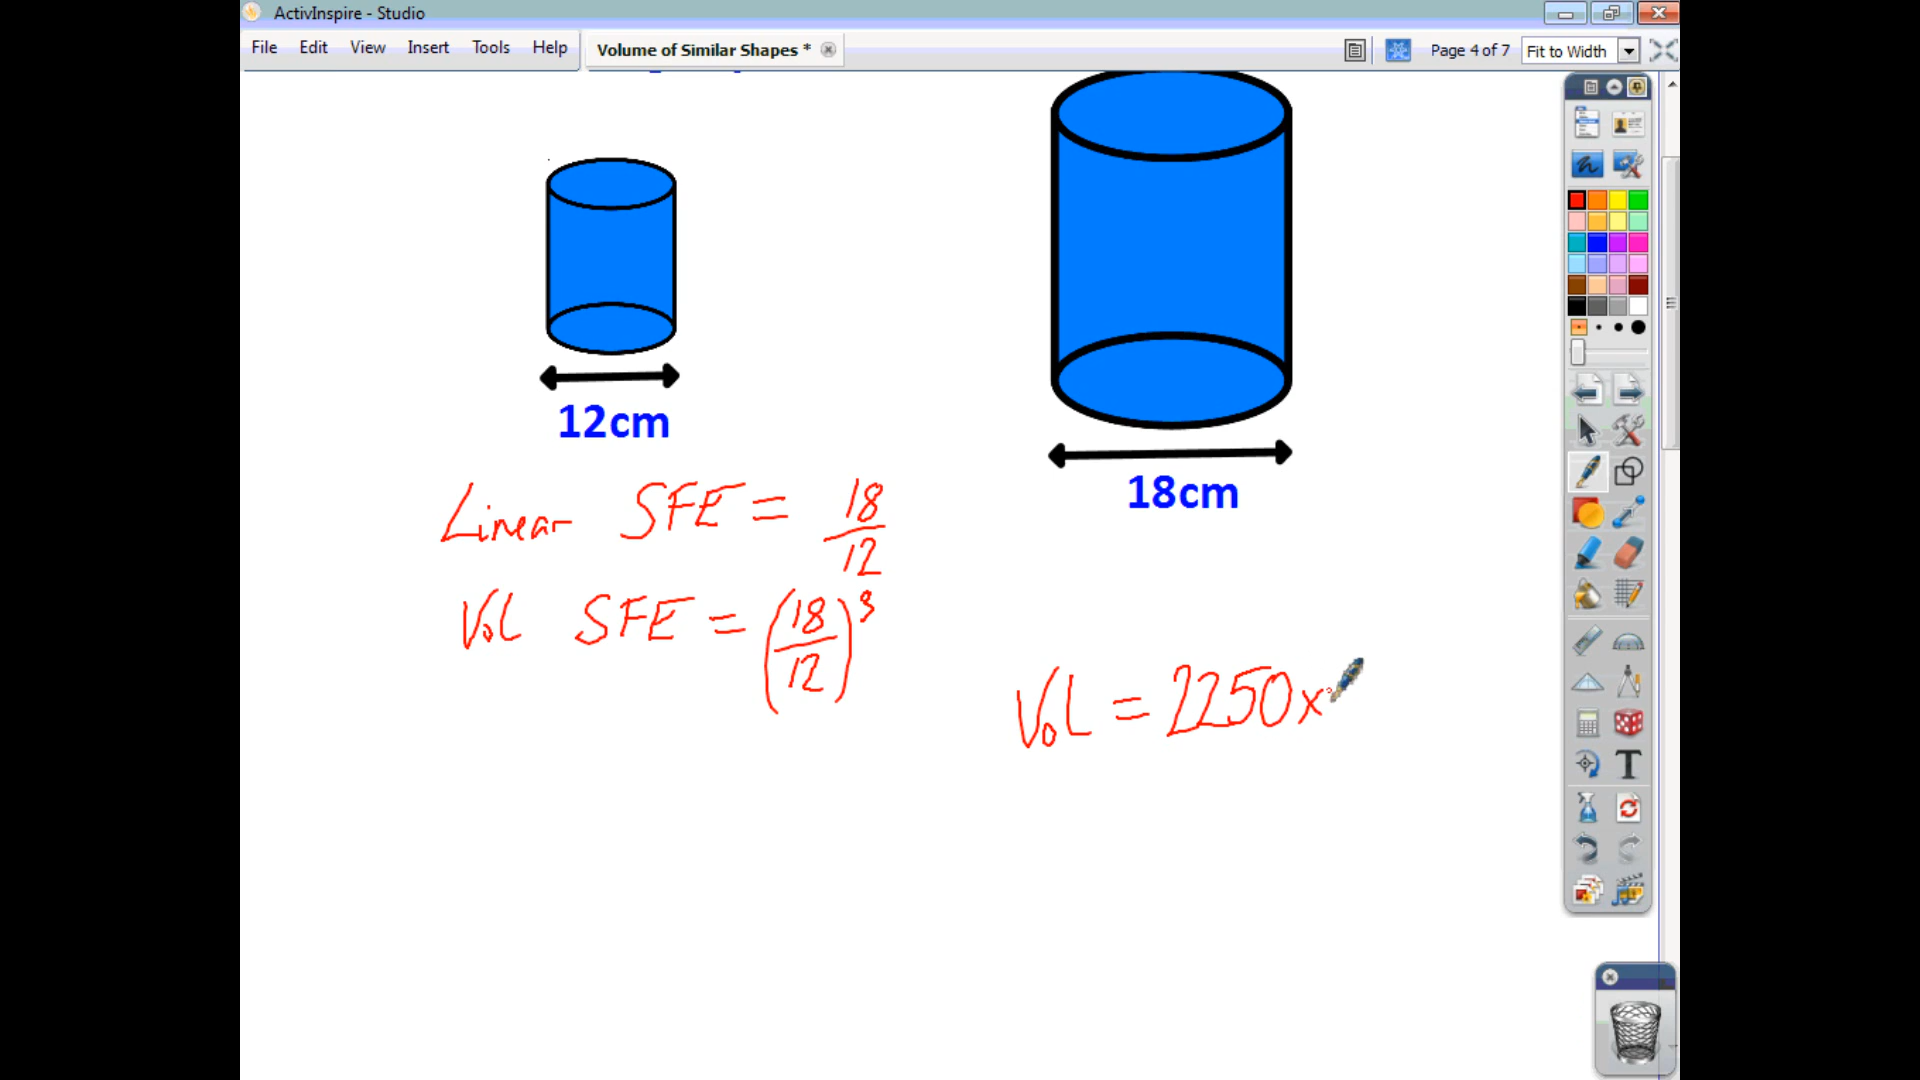 ActivInspire - Studio
File Edit View Insert Tools Help
Volume of Similar Shapes *
Page 4 of 7
Fit to Width
12cm
18cm
Linear SFE = 18/12
Vol SFE = (18/12)³
Vol = 2250x